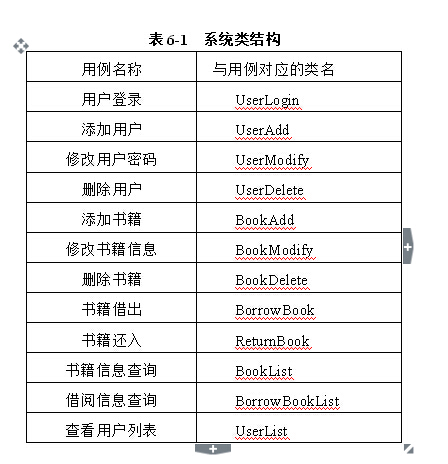 表 6-1 系统类结构
用例名称 与用例对应的类名
用户登录 UserLogin
添加用户 UserAdd
修改用户密码 UserModify
删除用户 UserDelete
添加书籍 BookAdd
修改书籍信息 BookModify
删除书籍 BookDelete
书籍借出 BorrowBook
书籍还入 ReturnBook
书籍信息查询 BookList
借阅信息查询 BorrowBookList
查看用户列表 UserList